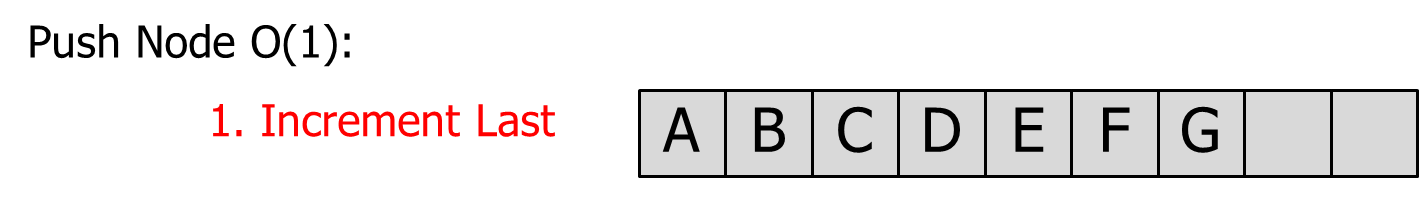 Push Node O(1):
1. Increment Last
A B C D E F G